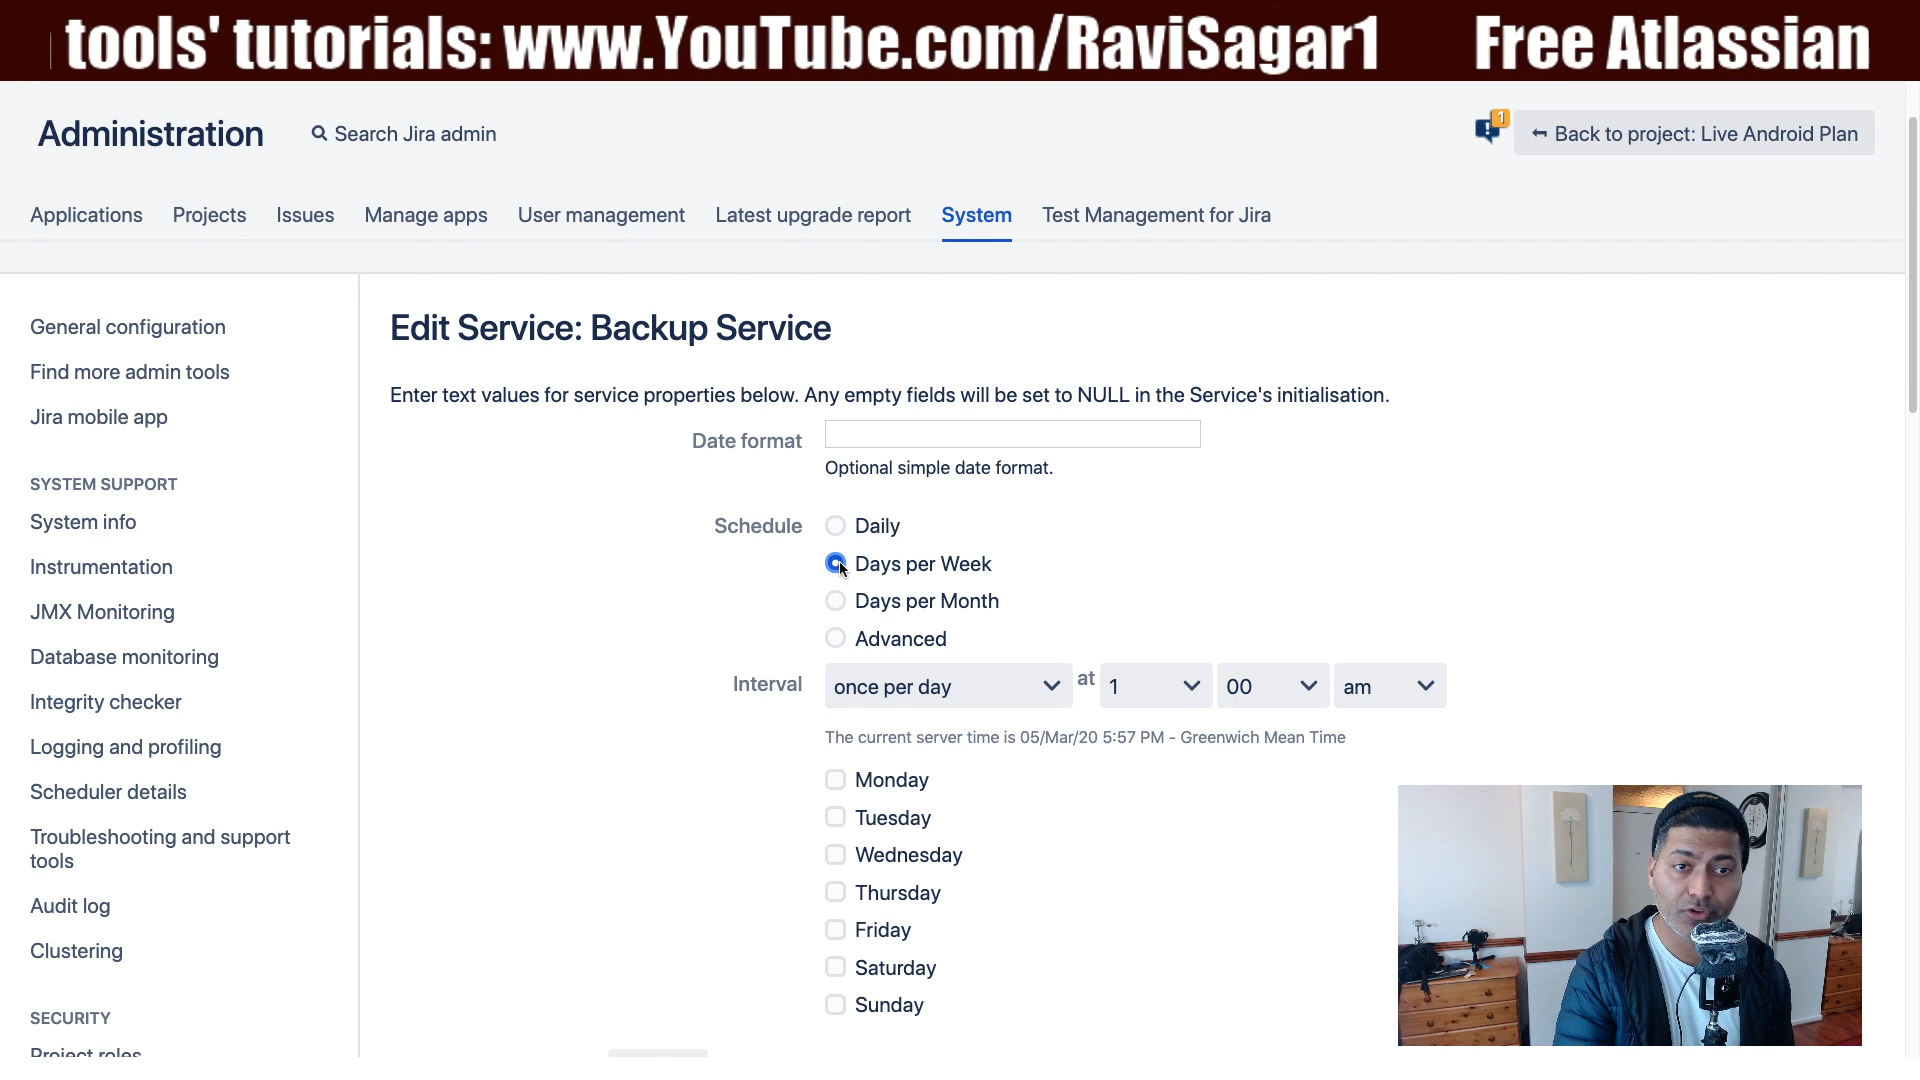 tools' tutorials: www.YouTube.com/RaviSagar1 Free Atlassian
Administration
Search Jira admin
1
Back to project: Live Android Plan
Applications
Projects
Issues
Manage apps
User management
Latest upgrade report
System
Test Management for Jira
General configuration
Find more admin tools
Jira mobile app
SYSTEM SUPPORT
System info
Instrumentation
JMX Monitoring
Database monitoring
Integrity checker
Logging and profiling
Scheduler details
Troubleshooting and support
tools
Audit log
Clustering
SECURITY
Project roles
Edit Service: Backup Service
Enter text values for service properties below. Any empty fields will be set to NULL in the Service's initialisation.
Date format
Optional simple date format.
Schedule
Daily
Days per Week
Days per Month
Advanced
Interval
once per day
at
1
00
am
The current server time is 05/Mar/20 5:57 PM - Greenwich Mean Time
Monday
Tuesday
Wednesday
Thursday
Friday
Saturday
Sunday